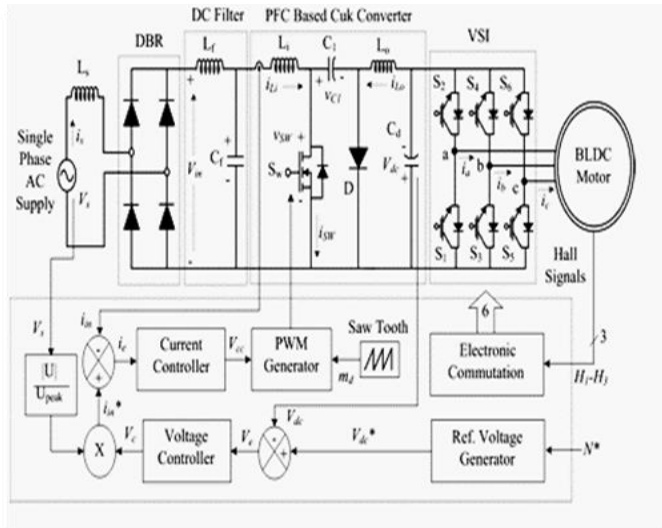 DC Filter
PFC Based Cuk Converter
DBR
VSI
Ls
Lf
Li
C1
Lo
is
iLi
vC1
iLo
S2
S4
S6
Single
Phase
AC
Supply
Vs
Vin
Cf
vSW
Sw
iSW
D
Cd
Vdc
a
b
c
ia
ib
ic
BLDC
Motor
S1
S3
S5
Hall
Signals
Vs
iin
ie
Current
Controller
Vcc
PWM
Generator
Saw Tooth
md
6
Electronic
Commutation
3
H1-H3
|U|
Upeak
iin*
X
Vc
Voltage
Controller
Ve
Vdc
Vdc*
Ref. Voltage
Generator
N*